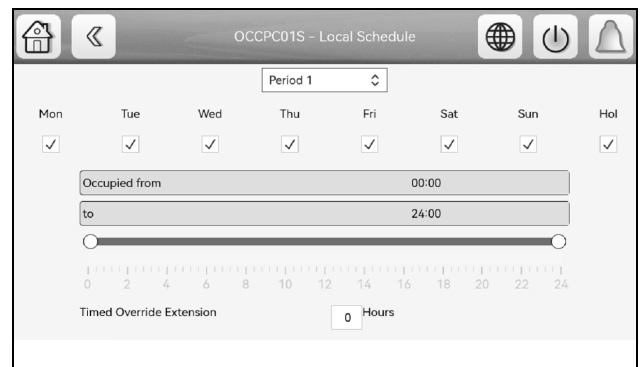 OCCPC01S – Local Schedule
Period 1
Mon Tue Wed Thu Fri Sat Sun Hol
Occupied from 00:00
to 24:00
0 2 4 6 8 10 12 14 16 18 20 22 24
Timed Override Extension 0 Hours